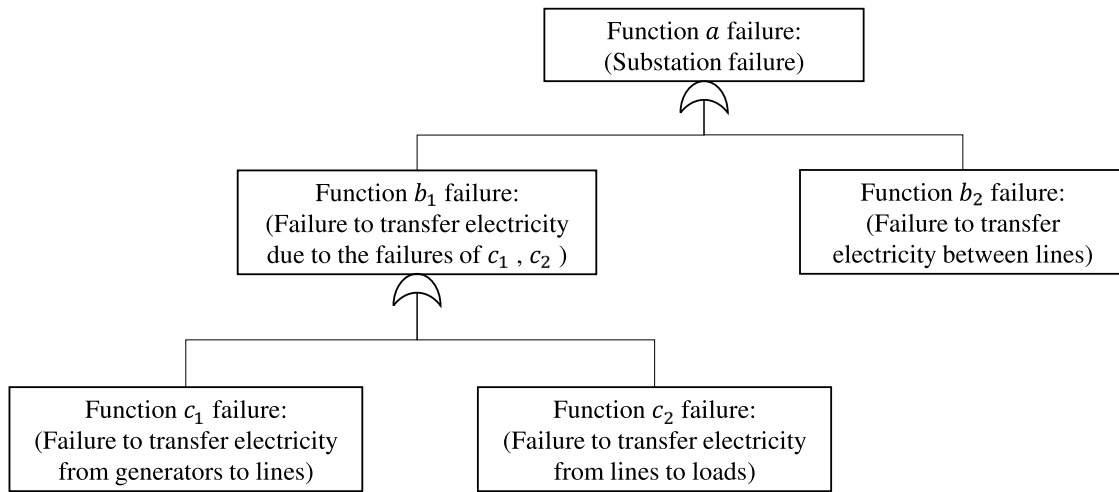 Function a failure:
(Substation failure)
Function b₁ failure:
(Failure to transfer electricity
due to the failures of c₁ , c₂ )
Function b₂ failure:
(Failure to transfer
electricity between lines)
Function c₁ failure:
(Failure to transfer electricity
from generators to lines)
Function c₂ failure:
(Failure to transfer electricity
from lines to loads)